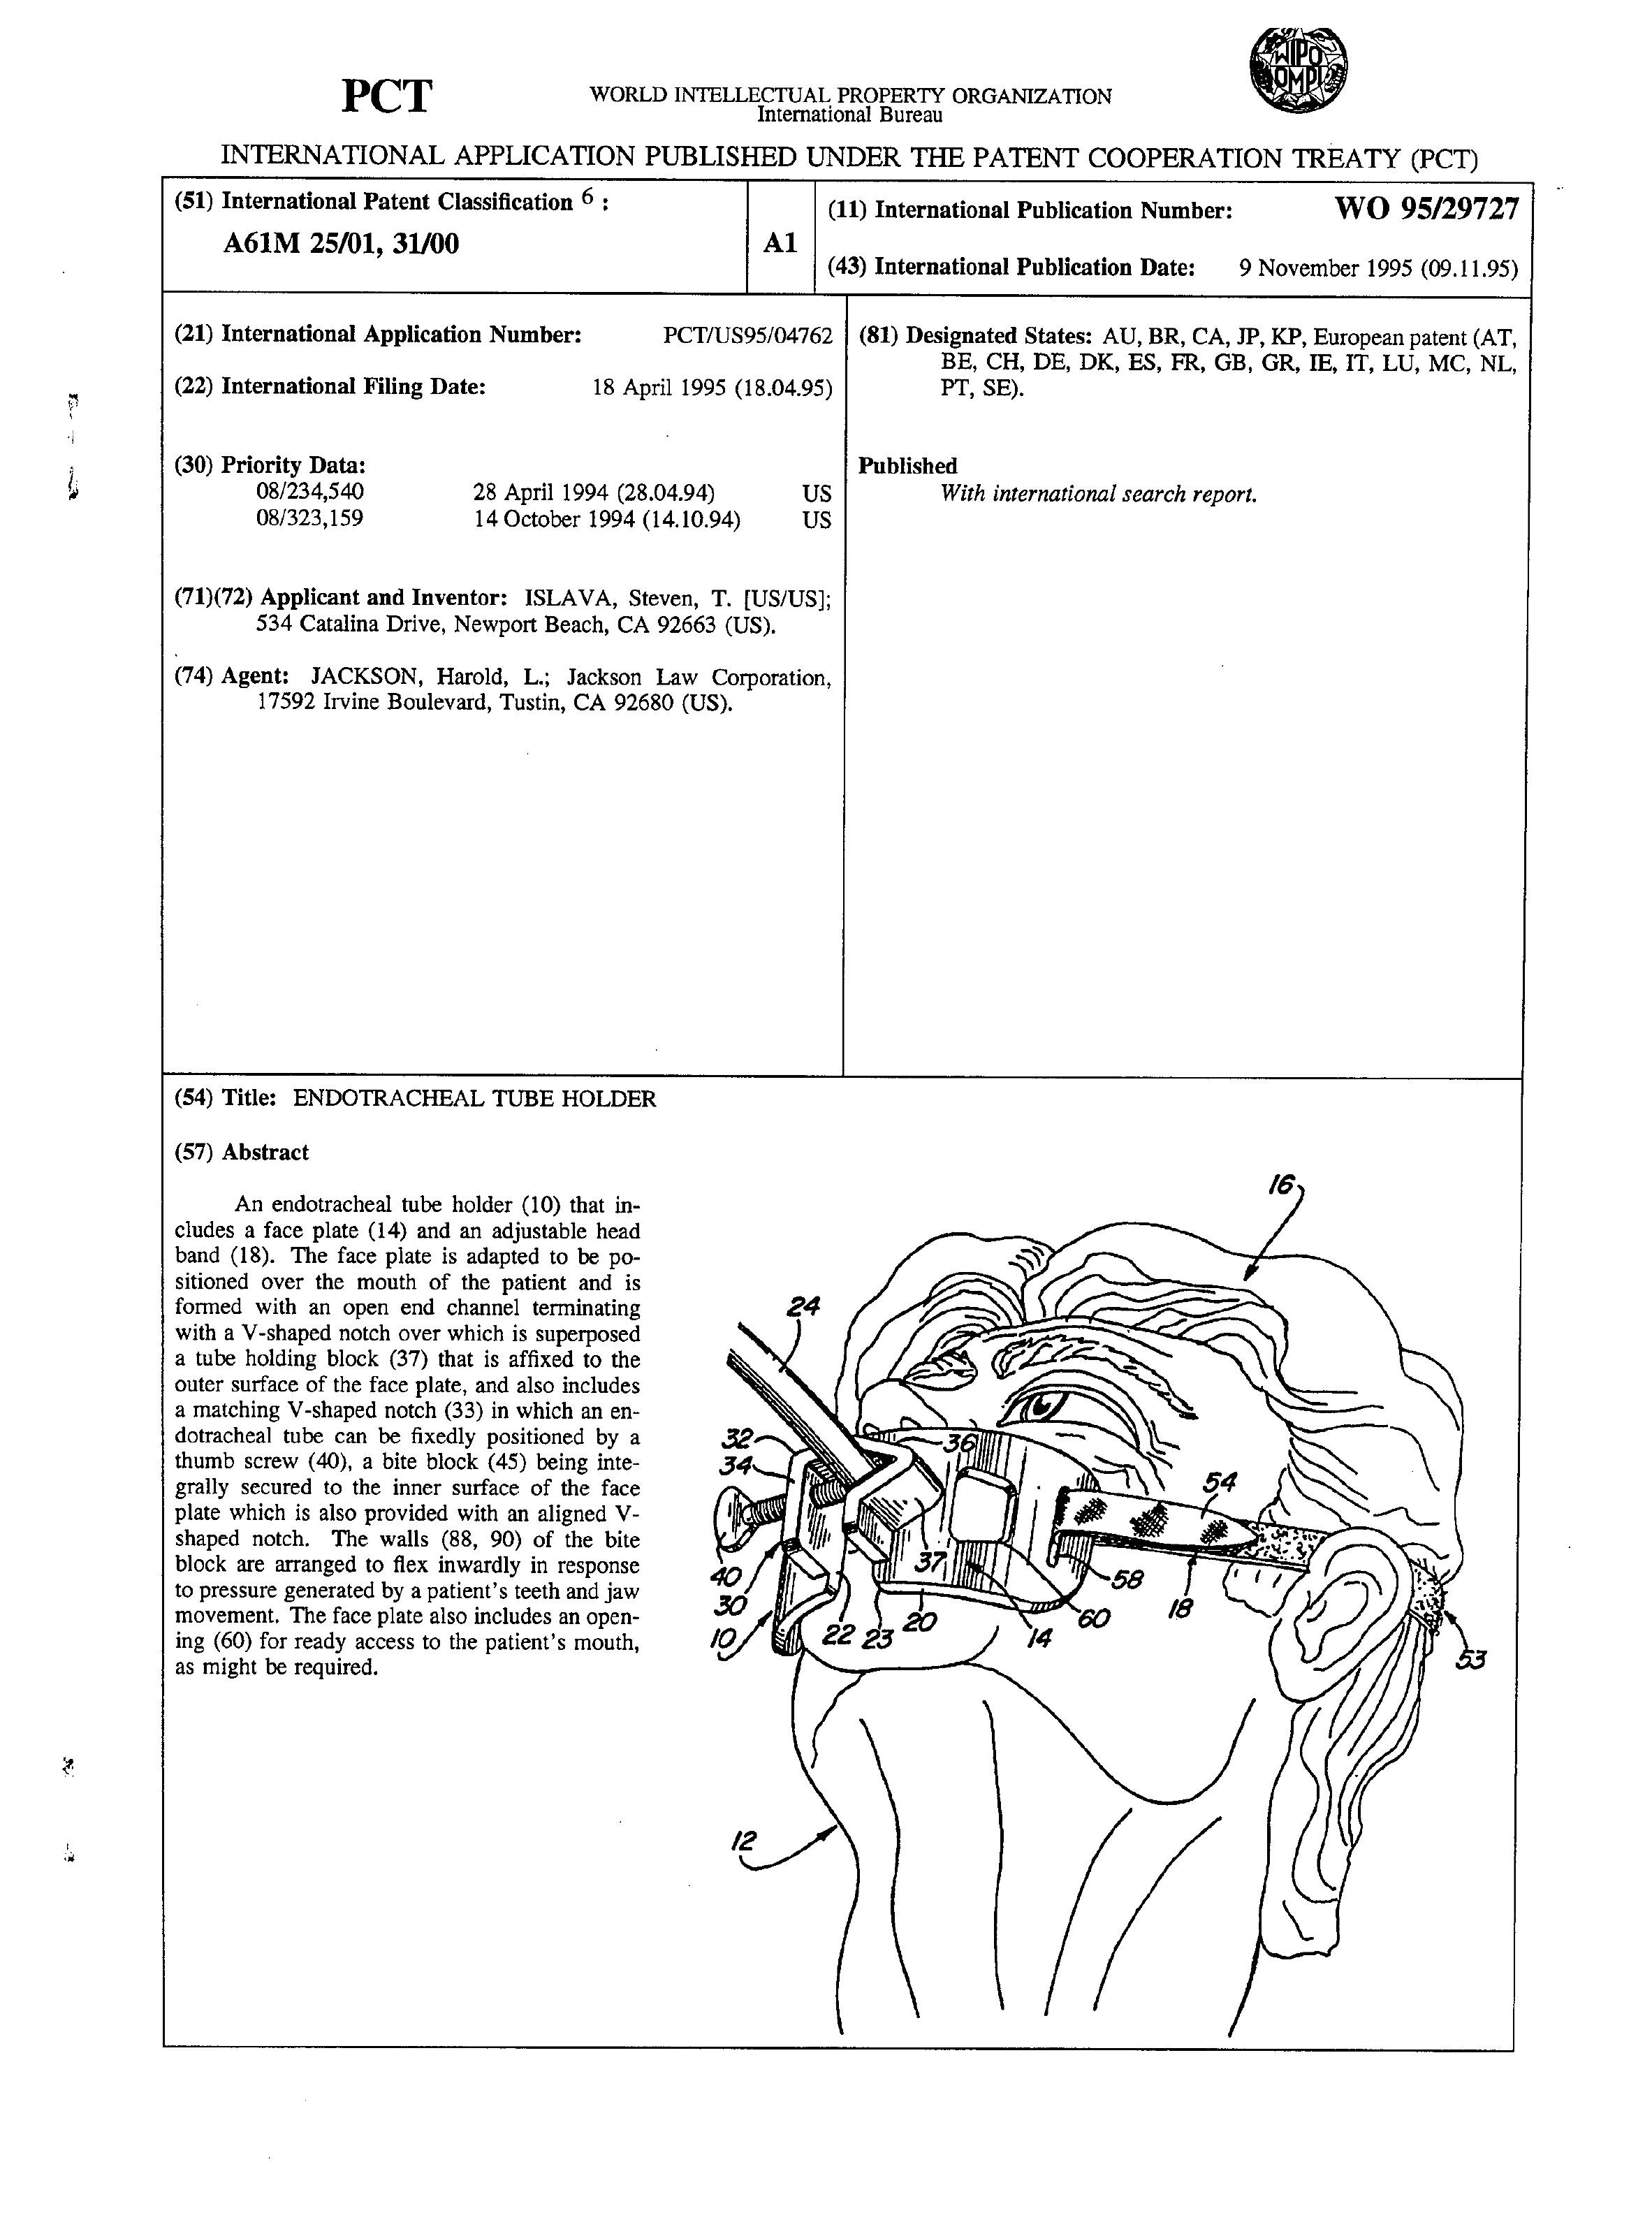 WIPO
OMPI
PCT
WORLD INTELLECTUAL PROPERTY ORGANIZATION
International Bureau
INTERNATIONAL APPLICATION PUBLISHED UNDER THE PATENT COOPERATION TREATY (PCT)
(51) International Patent Classification 6 :
A61M 25/01, 31/00
A1
(11) International Publication Number: WO 95/29727
(43) International Publication Date: 9 November 1995 (09.11.95)
(21) International Application Number: PCT/US95/04762
(22) International Filing Date: 18 April 1995 (18.04.95)
(30) Priority Data:
08/234,540 28 April 1994 (28.04.94) US
08/323,159 14 October 1994 (14.10.94) US
(71)(72) Applicant and Inventor: ISLAVA, Steven, T. [US/US];
534 Catalina Drive, Newport Beach, CA 92663 (US).
(74) Agent: JACKSON, Harold, L.; Jackson Law Corporation,
17592 Irvine Boulevard, Tustin, CA 92680 (US).
(81) Designated States: AU, BR, CA, JP, KP, European patent (AT,
BE, CH, DE, DK, ES, FR, GB, GR, IE, IT, LU, MC, NL,
PT, SE).
Published
With international search report.
(54) Title: ENDOTRACHEAL TUBE HOLDER
(57) Abstract
An endotracheal tube holder (10) that in-
cludes a face plate (14) and an adjustable head
band (18). The face plate is adapted to be po-
sitioned over the mouth of the patient and is
formed with an open end channel terminating
with a V-shaped notch over which is superposed
a tube holding block (37) that is affixed to the
outer surface of the face plate, and also includes
a matching V-shaped notch (33) in which an en-
dotracheal tube can be fixedly positioned by a
thumb screw (40), a bite block (45) being inte-
grally secured to the inner surface of the face
plate which is also provided with an aligned V-
shaped notch. The walls (88, 90) of the bite
block are arranged to flex inwardly in response
to pressure generated by a patient's teeth and jaw
movement. The face plate also includes an open-
ing (60) for ready access to the patient's mouth,
as might be required.
16
24
32
36
34
54
37
40
58
30
18
60
20
10
22
23
14
53
12